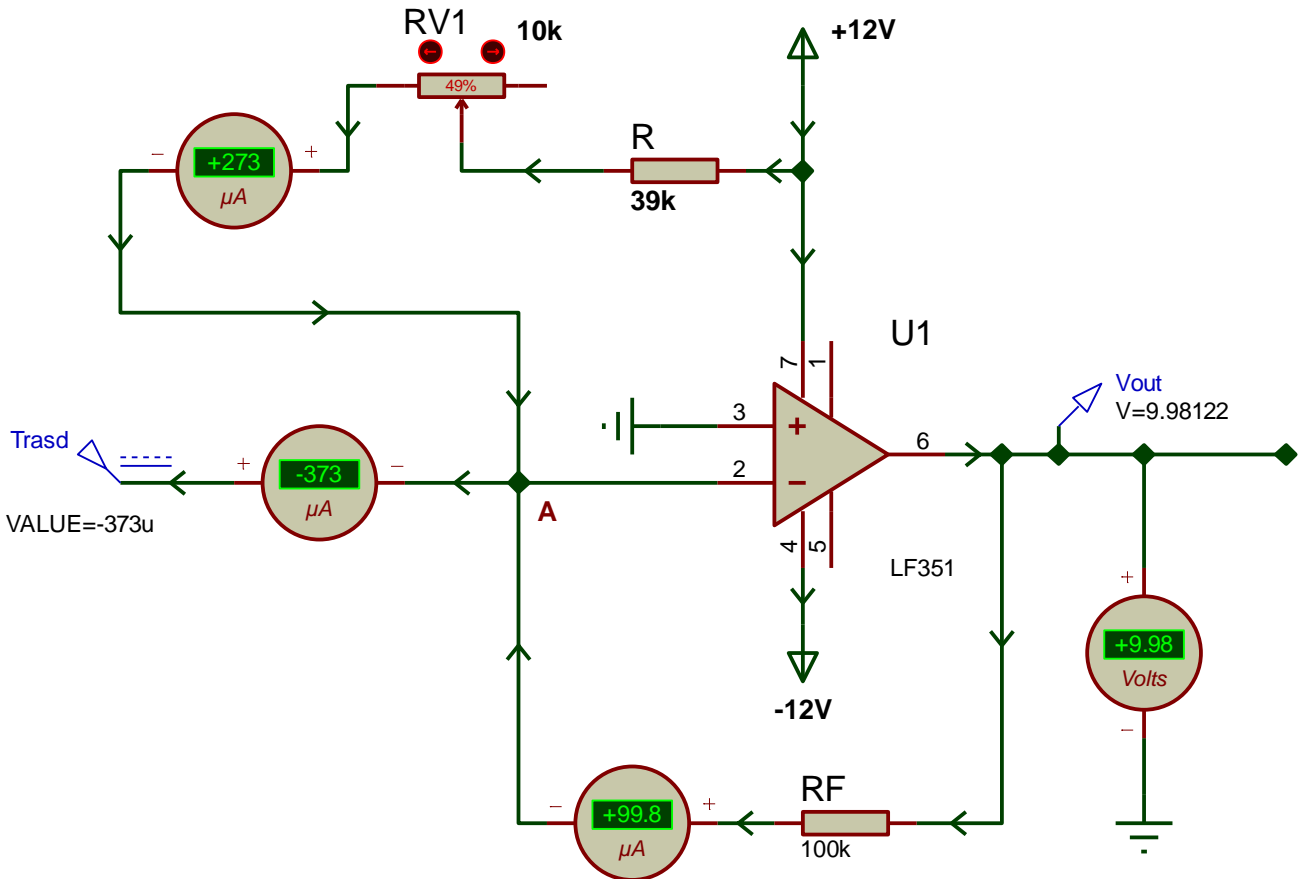 RV1
10k
+12V
49%
R
39k
− +273 +
µA
U1
7
1
3
+
6
2
−
4
5
LF351
Vout
V=9.98122
Trasd
VALUE=-373u
+ -373 −
µA
A
-12V
+
+9.98
Volts
−
− +99.8 +
µA
RF
100k